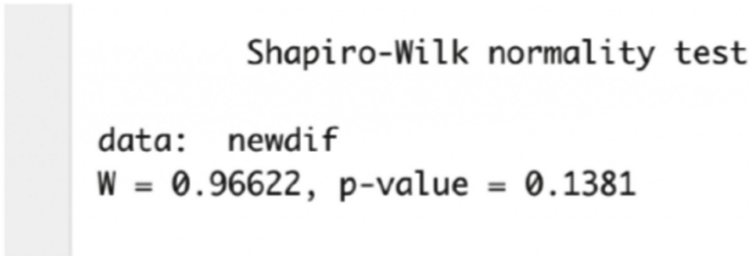 Shapiro-Wilk normality test
data:  newdif
W = 0.96622, p-value = 0.1381